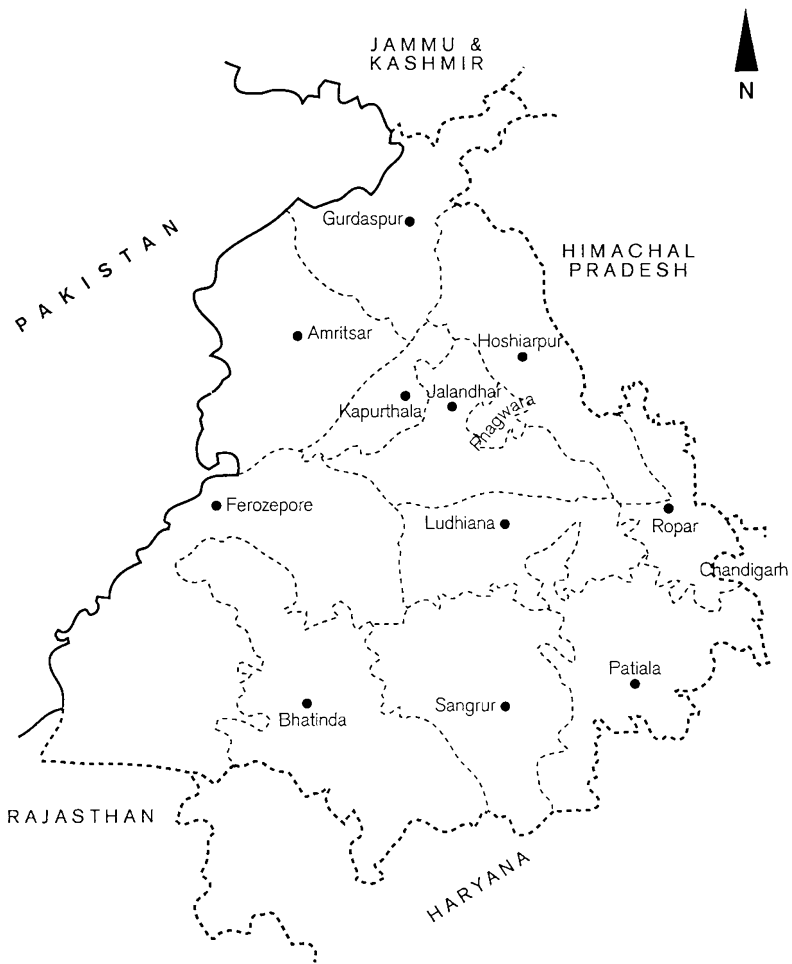 JAMMU &
KASHMIR
N
PAKISTAN
Gurdaspur
HIMACHAL
PRADESH
Amritsar
Hoshiarpur
Jalandhar
Kapurthala
Phagwara
Ferozepore
Ludhiana
Ropar
Chandigarh
Patiala
Sangrur
Bhatinda
RAJASTHAN
HARYANA